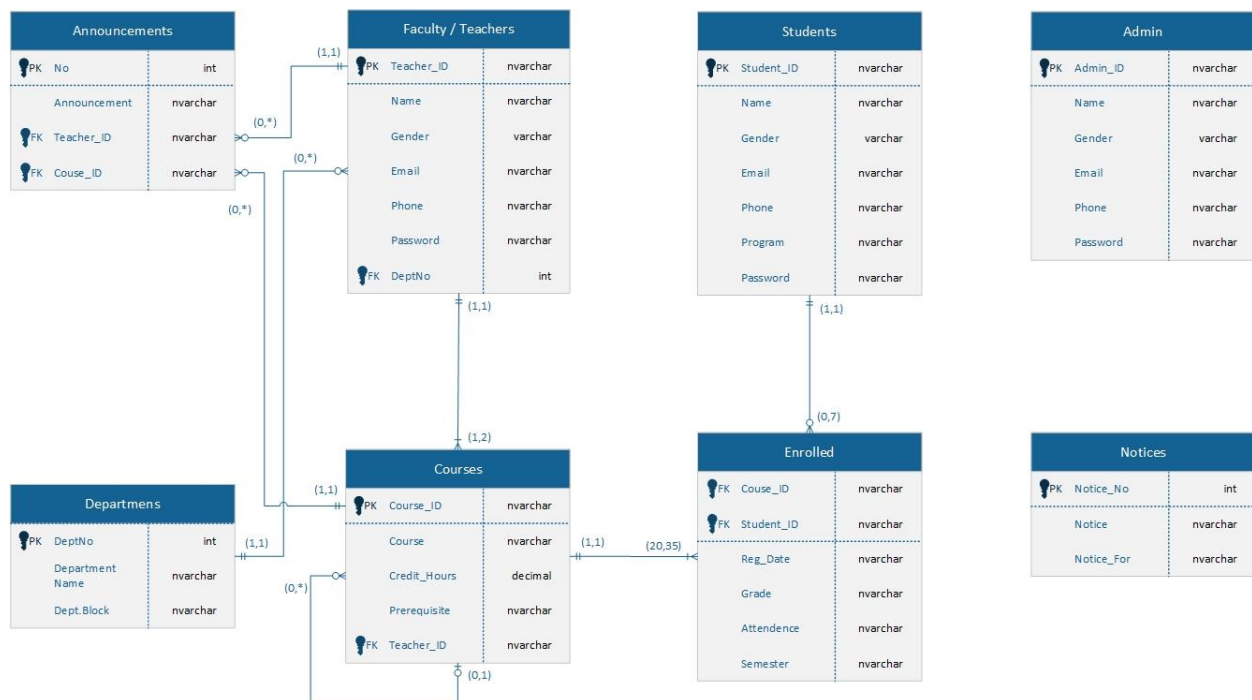 Announcements
PK No int
Announcement nvarchar
FK Teacher_ID nvarchar
FK Couse_ID nvarchar
(1,1)
(0,*)
(0,*)
(0,*)
Faculty / Teachers
PK Teacher_ID nvarchar
Name nvarchar
Gender varchar
Email nvarchar
Phone nvarchar
Password nvarchar
FK DeptNo int
(1,1)
(1,2)
Students
PK Student_ID nvarchar
Name nvarchar
Gender varchar
Email nvarchar
Phone nvarchar
Program nvarchar
Password nvarchar
(1,1)
(0,7)
Admin
PK Admin_ID nvarchar
Name nvarchar
Gender varchar
Email nvarchar
Phone nvarchar
Password nvarchar
Departmens
PK DeptNo int
Department
Name nvarchar
Dept.Block nvarchar
(1,1)
(1,1)
(0,*)
Courses
PK Course_ID nvarchar
Course nvarchar
Credit_Hours decimal
Prerequisite nvarchar
FK Teacher_ID nvarchar
(0,1)
(1,1)
(20,35)
Enrolled
FK Couse_ID nvarchar
FK Student_ID nvarchar
Reg_Date nvarchar
Grade nvarchar
Attendence nvarchar
Semester nvarchar
Notices
PK Notice_No int
Notice nvarchar
Notice_For nvarchar